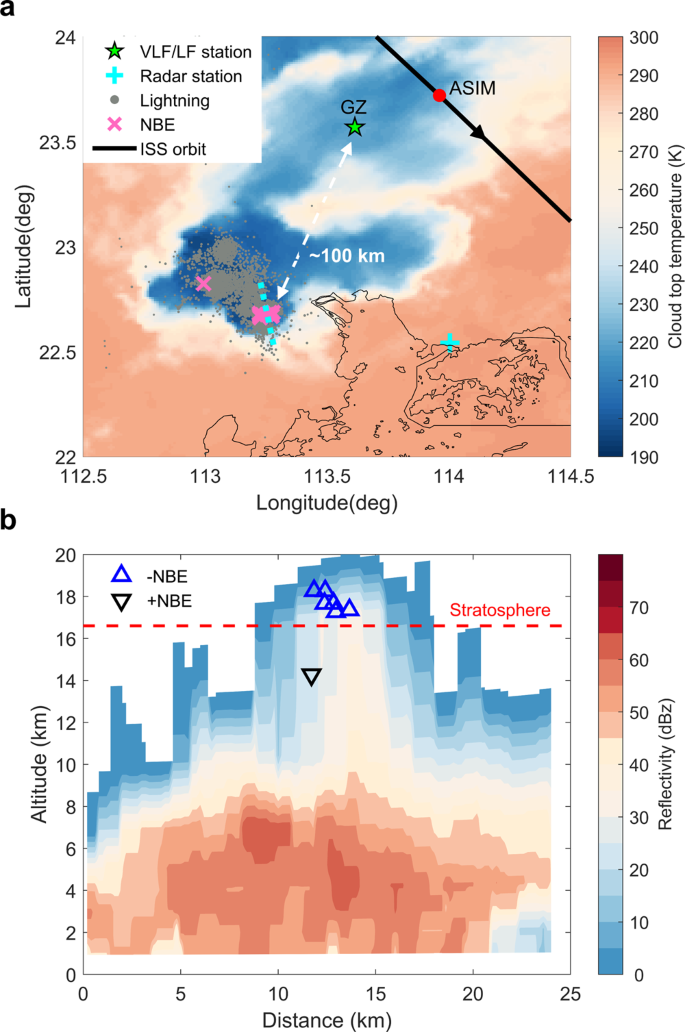 a
24
23.5
23
22.5
22
Latitude(deg)
112.5
113
113.5
114
114.5
Longitude(deg)
VLF/LF station
Radar station
Lightning
NBE
ISS orbit
GZ
ASIM
~100 km
300
290
280
270
260
250
240
230
220
210
200
190
Cloud top temperature (K)
b
20
18
16
14
12
10
8
6
4
2
0
Altitude (km)
0
5
10
15
20
25
Distance (km)
-NBE
+NBE
Stratosphere
70
60
50
40
30
20
10
0
Reflectivity (dBz)